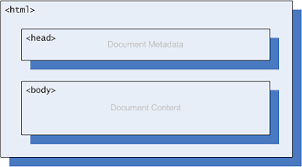 <html>
<head>
Document Metadata
<body>
Document Content